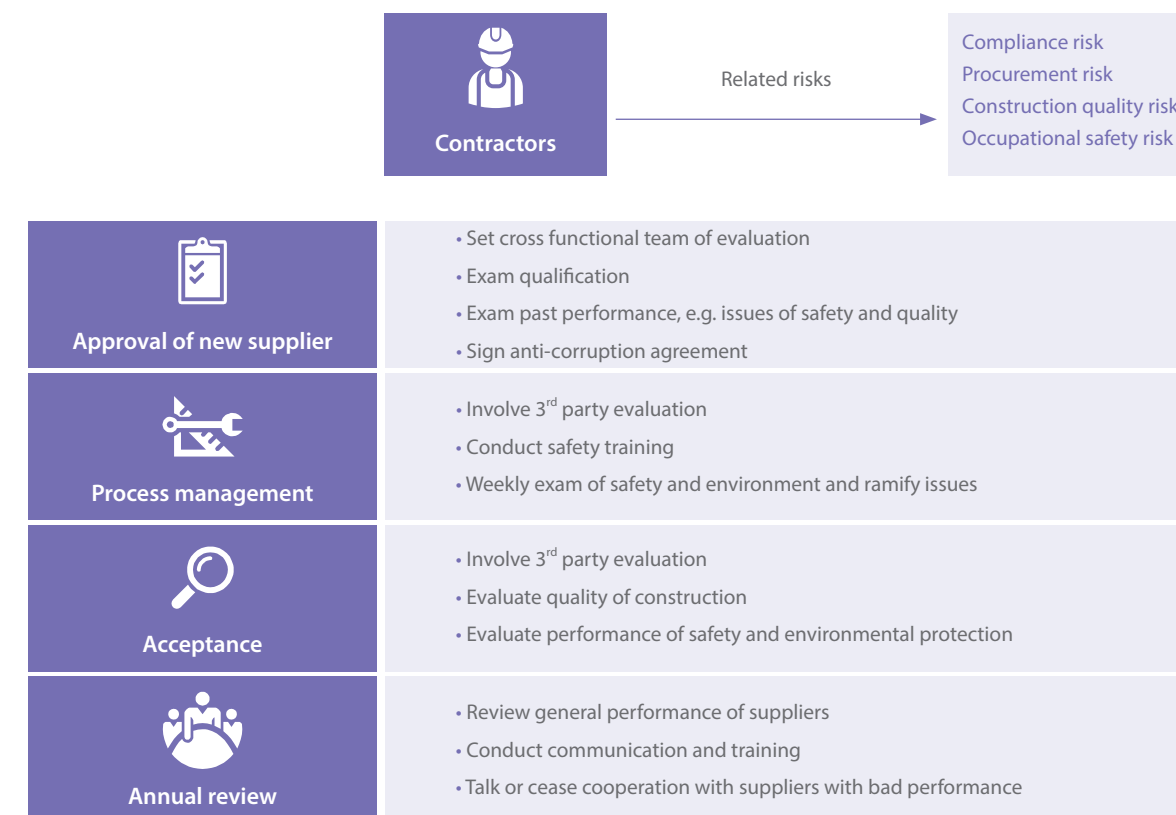 Contractors
Related risks
Compliance risk
Procurement risk
Construction quality risk
Occupational safety risk
Approval of new supplier
• Set cross functional team of evaluation
• Exam qualification
• Exam past performance, e.g. issues of safety and quality
• Sign anti-corruption agreement
Process management
• Involve 3rd party evaluation
• Conduct safety training
• Weekly exam of safety and environment and ramify issues
Acceptance
• Involve 3rd party evaluation
• Evaluate quality of construction
• Evaluate performance of safety and environmental protection
Annual review
• Review general performance of suppliers
• Conduct communication and training
• Talk or cease cooperation with suppliers with bad performance